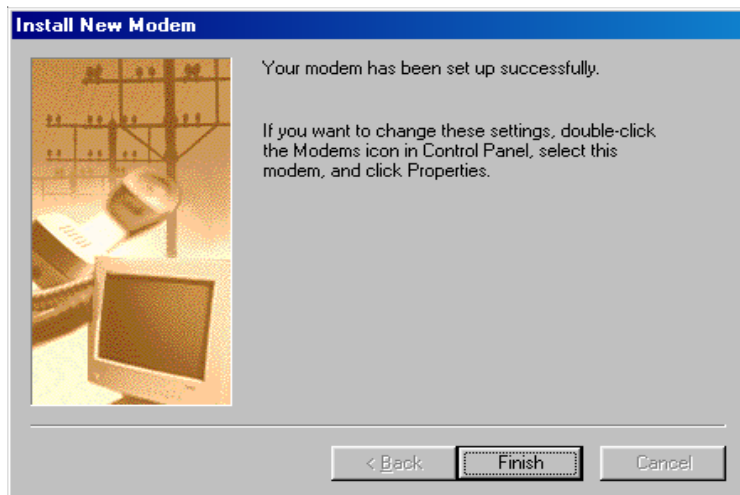 Install New Modem
Your modem has been set up successfully.
If you want to change these settings, double-click
the Modems icon in Control Panel, select this
modem, and click Properties.
< Back Finish Cancel